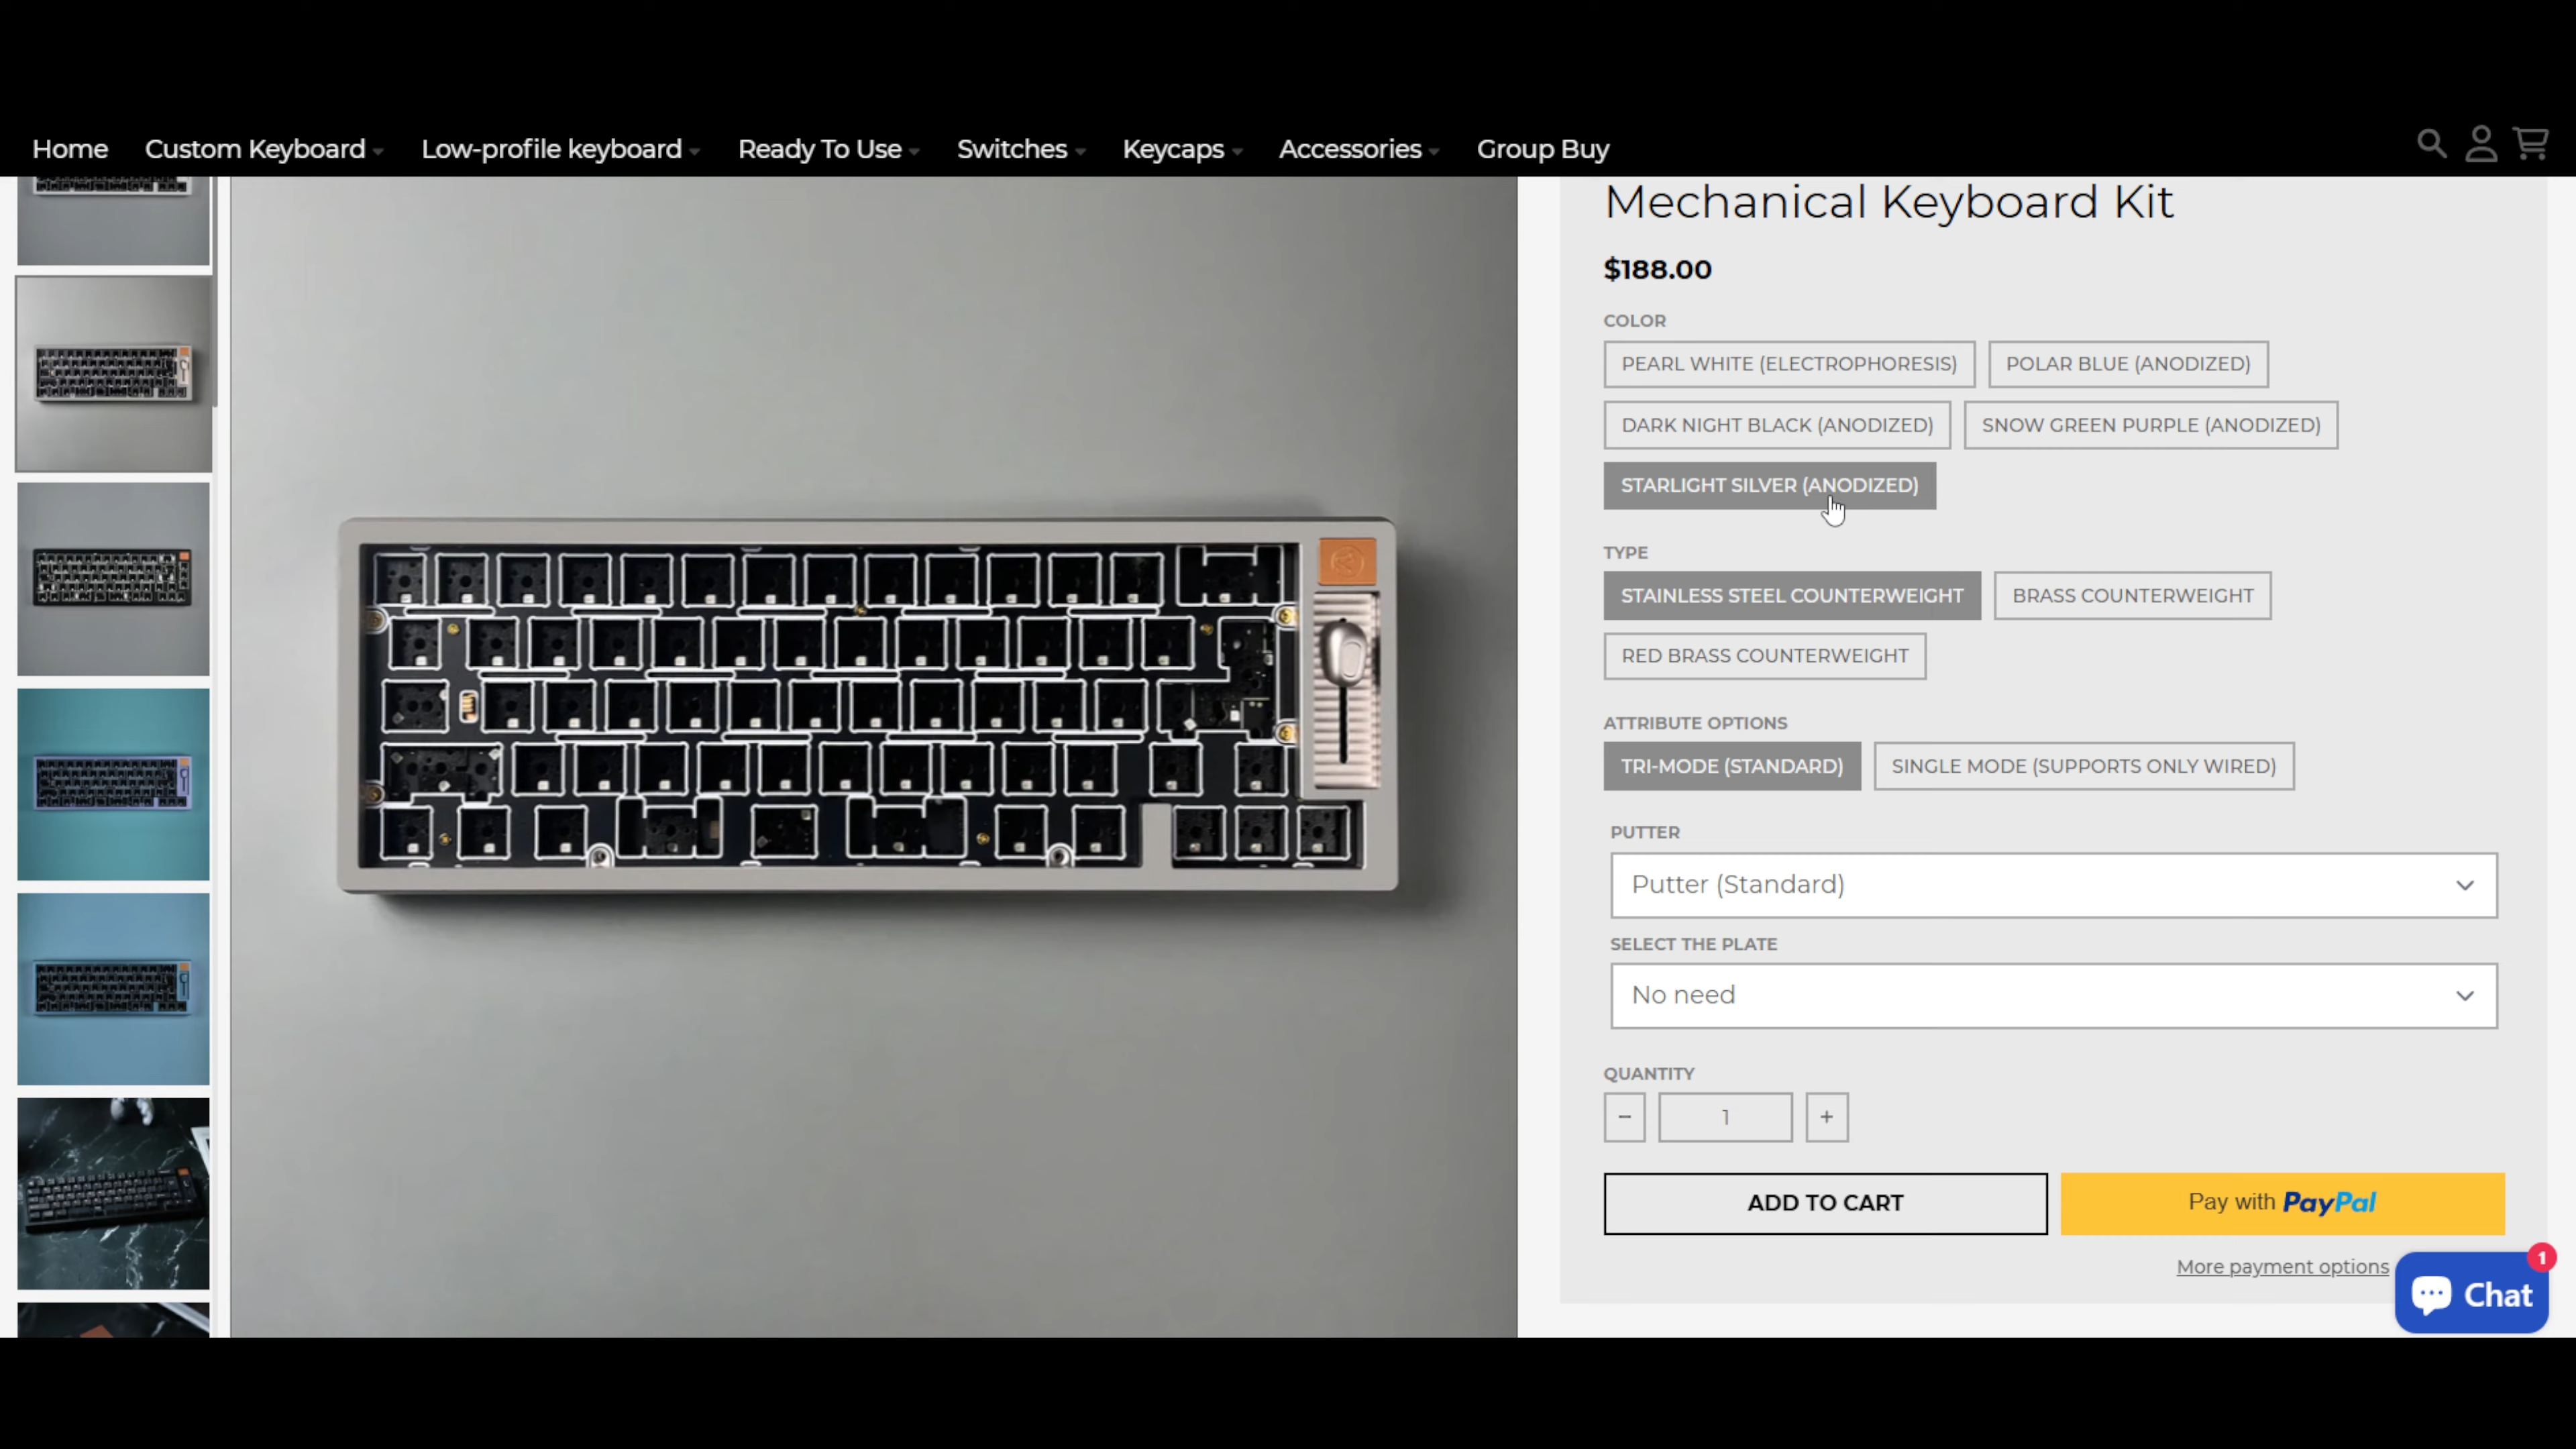 Home Custom Keyboard Low-profile keyboard Ready To Use Switches Keycaps Accessories Group Buy
Mechanical Keyboard Kit
$188.00
COLOR
PEARL WHITE (ELECTROPHORESIS) POLAR BLUE (ANODIZED)
DARK NIGHT BLACK (ANODIZED) SNOW GREEN PURPLE (ANODIZED)
STARLIGHT SILVER (ANODIZED)
TYPE
STAINLESS STEEL COUNTERWEIGHT BRASS COUNTERWEIGHT
RED BRASS COUNTERWEIGHT
ATTRIBUTE OPTIONS
TRI-MODE (STANDARD) SINGLE MODE (SUPPORTS ONLY WIRED)
PUTTER
Putter (Standard)
SELECT THE PLATE
No need
QUANTITY
− 1 +
ADD TO CART Pay with PayPal
More payment options
1
Chat